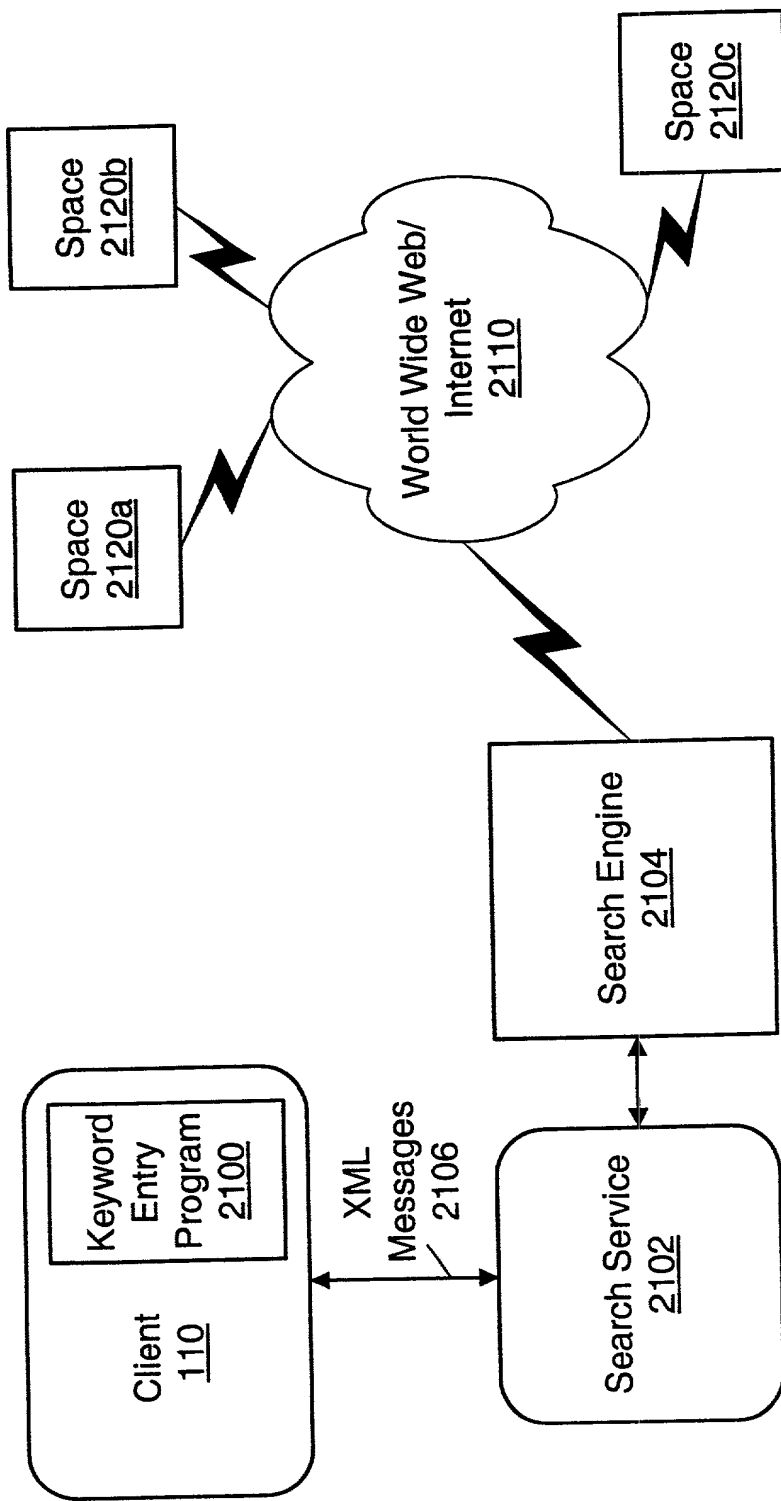 Client
110
Keyword
Entry
Program
2100
XML
Messages
2106
Search Service
2102
Search Engine
2104
World Wide Web/
Internet
2110
Space
2120a
Space
2120b
Space
2120c